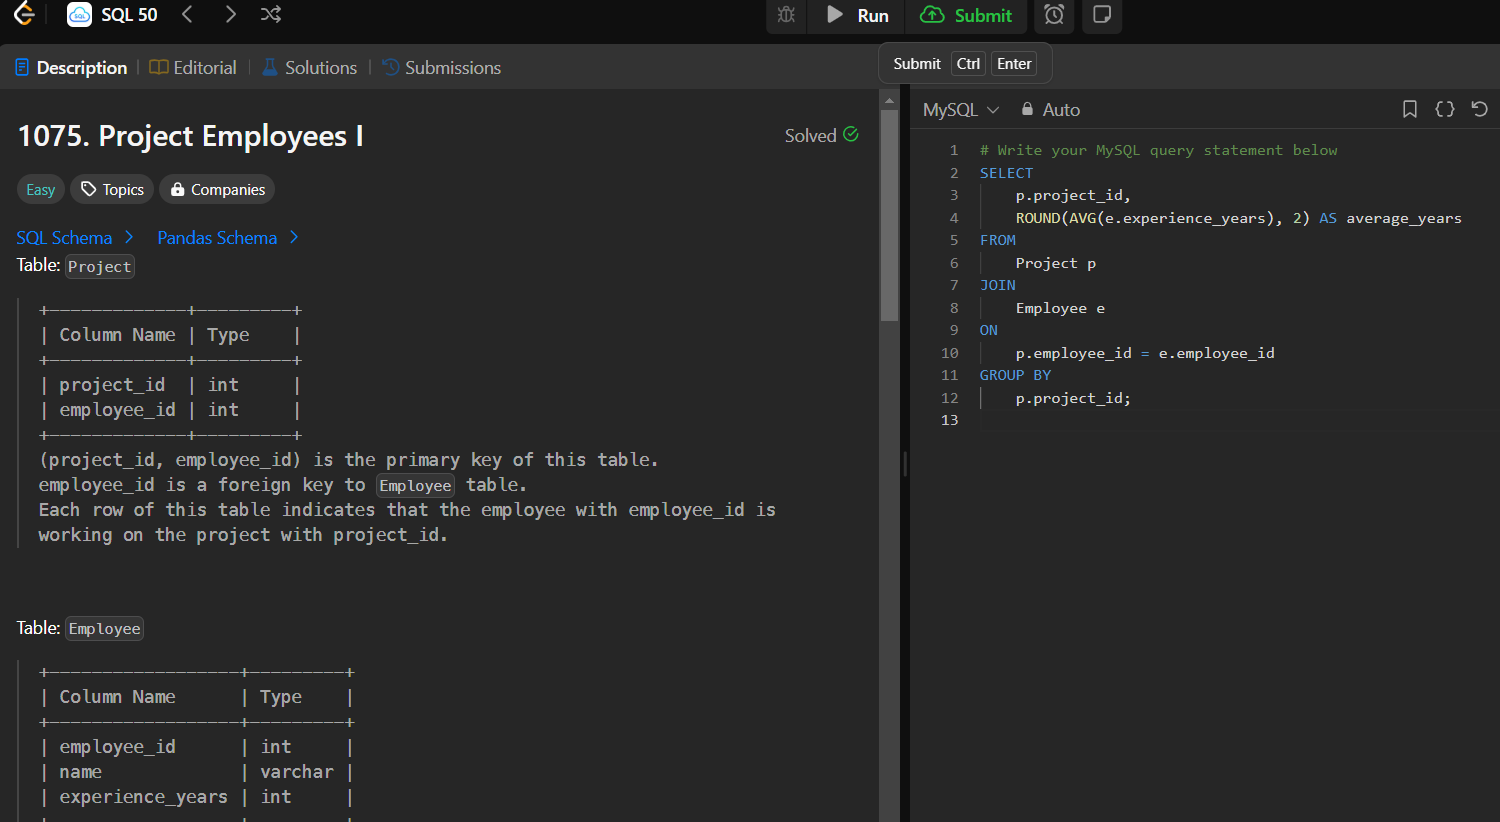 SQL 50
Run
Submit
Description
Editorial
Solutions
Submissions
Submit Ctrl Enter
1075. Project Employees I
Solved
Easy
Topics
Companies
SQL Schema
Pandas Schema
Table: Project
+-------------+---------+
| Column Name | Type    |
+-------------+---------+
| project_id  | int     |
| employee_id | int     |
+-------------+---------+
(project_id, employee_id) is the primary key of this table.
employee_id is a foreign key to Employee table.
Each row of this table indicates that the employee with employee_id is
working on the project with project_id.
Table: Employee
+------------------+---------+
| Column Name      | Type    |
+------------------+---------+
| employee_id      | int     |
| name             | varchar |
| experience_years | int     |
MySQL
Auto
1 # Write your MySQL query statement below
2 SELECT
3     p.project_id,
4     ROUND(AVG(e.experience_years), 2) AS average_years
5 FROM
6     Project p
7 JOIN
8     Employee e
9 ON
10     p.employee_id = e.employee_id
11 GROUP BY
12     p.project_id;
13